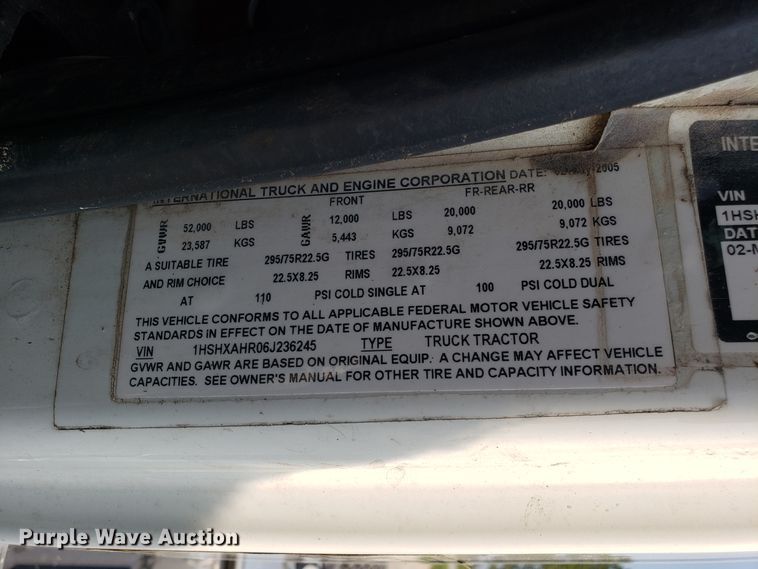 INTERNATIONAL TRUCK AND ENGINE CORPORATION DATE: 2005
FRONT FR-REAR-RR
GVWR 52,000 LBS GAWR 12,000 LBS 20,000 20,000 LBS
23,587 KGS 5,443 KGS 9,072 9,072 KGS
A SUITABLE TIRE 295/75R22.5G TIRES 295/75R22.5G 295/75R22.5G TIRES
AND RIM CHOICE 22.5X8.25 RIMS 22.5X8.25 22.5X8.25 RIMS
AT 110 PSI COLD SINGLE AT 100 PSI COLD DUAL
THIS VEHICLE CONFORMS TO ALL APPLICABLE FEDERAL MOTOR VEHICLE SAFETY
STANDARDS IN EFFECT ON THE DATE OF MANUFACTURE SHOWN ABOVE.
VIN 1HSHXAHR06J236245 TYPE TRUCK TRACTOR
GVWR AND GAWR ARE BASED ON ORIGINAL EQUIP. A CHANGE MAY AFFECT VEHICLE
CAPACITIES. SEE OWNER'S MANUAL FOR OTHER TIRE AND CAPACITY INFORMATION.
INTE
VIN
1HSH
DAT
02-M
Purple Wave Auction